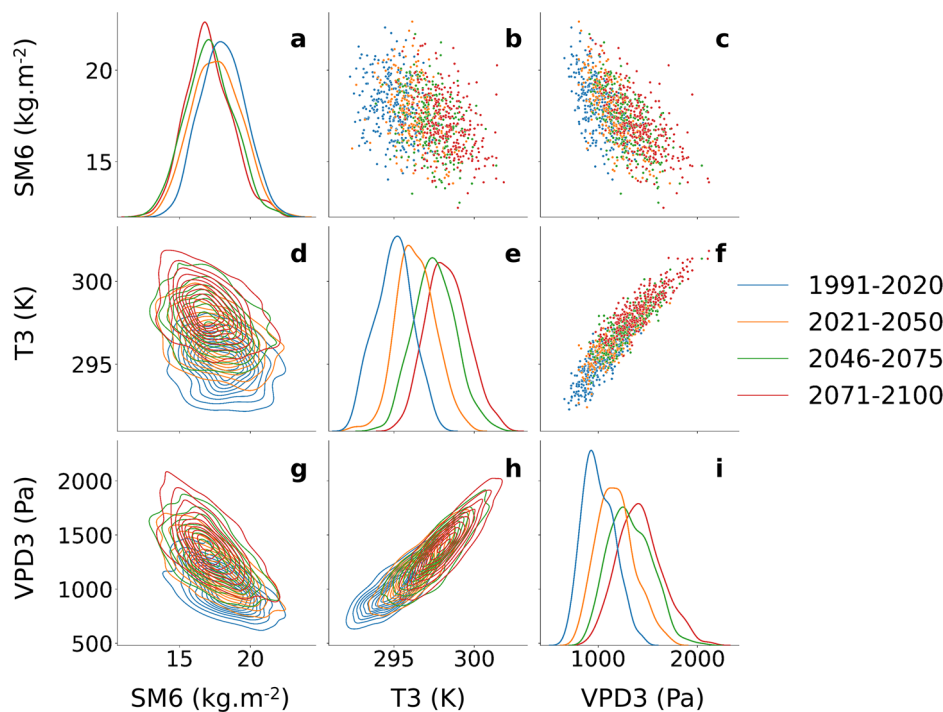 a b c
SM6 (kg.m-2)
20
15
d e f
T3 (K)
300
295
1991-2020
2021-2050
2046-2075
2071-2100
g h i
VPD3 (Pa)
2000
1500
1000
500
15 20 295 300 1000 2000
SM6 (kg.m-2) T3 (K) VPD3 (Pa)